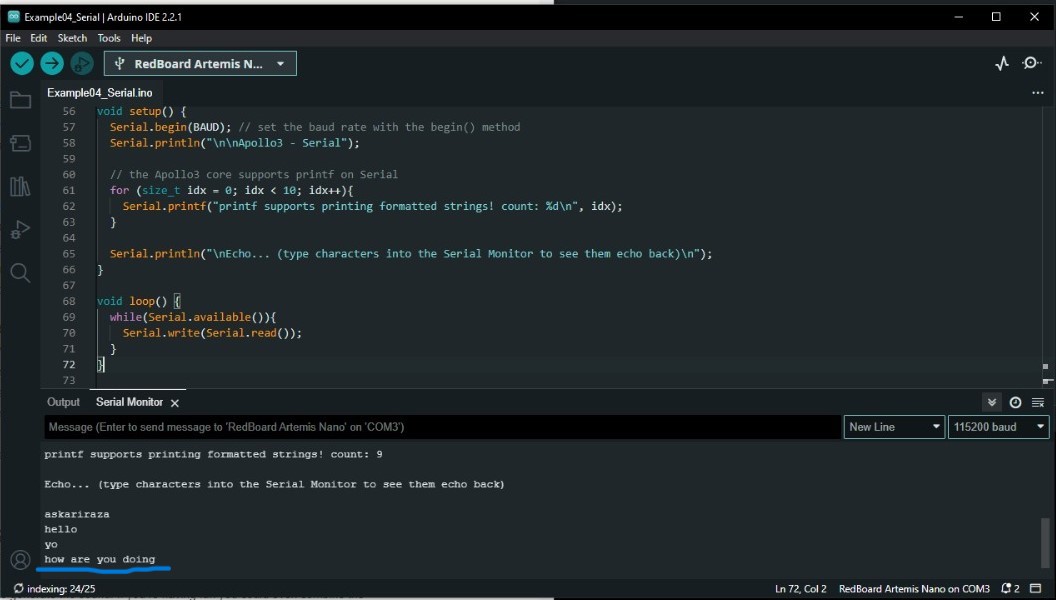 Example04_Serial | Arduino IDE 2.2.1
File Edit Sketch Tools Help
RedBoard Artemis N...
Example04_Serial.ino
56 void setup() {
57 Serial.begin(BAUD); // set the baud rate with the begin() method
58 Serial.println("\n\nApollo3 - Serial");
59
60 // the Apollo3 core supports printf on Serial
61 for (size_t idx = 0; idx < 10; idx++){
62 Serial.printf("printf supports printing formatted strings! count: %d\n", idx);
63 }
64
65 Serial.println("\nEcho... (type characters into the Serial Monitor to see them echo back)\n");
66 }
67
68 void loop() {
69 while(Serial.available()){
70 Serial.write(Serial.read());
71 }
72 }
73
Output Serial Monitor
Message (Enter to send message to 'RedBoard Artemis Nano' on 'COM3') New Line 115200 baud
printf supports printing formatted strings! count: 9
Echo... (type characters into the Serial Monitor to see them echo back)
askariraza
hello
yo
how are you doing
indexing: 24/25 Ln 72, Col 2 RedBoard Artemis Nano on COM3 2